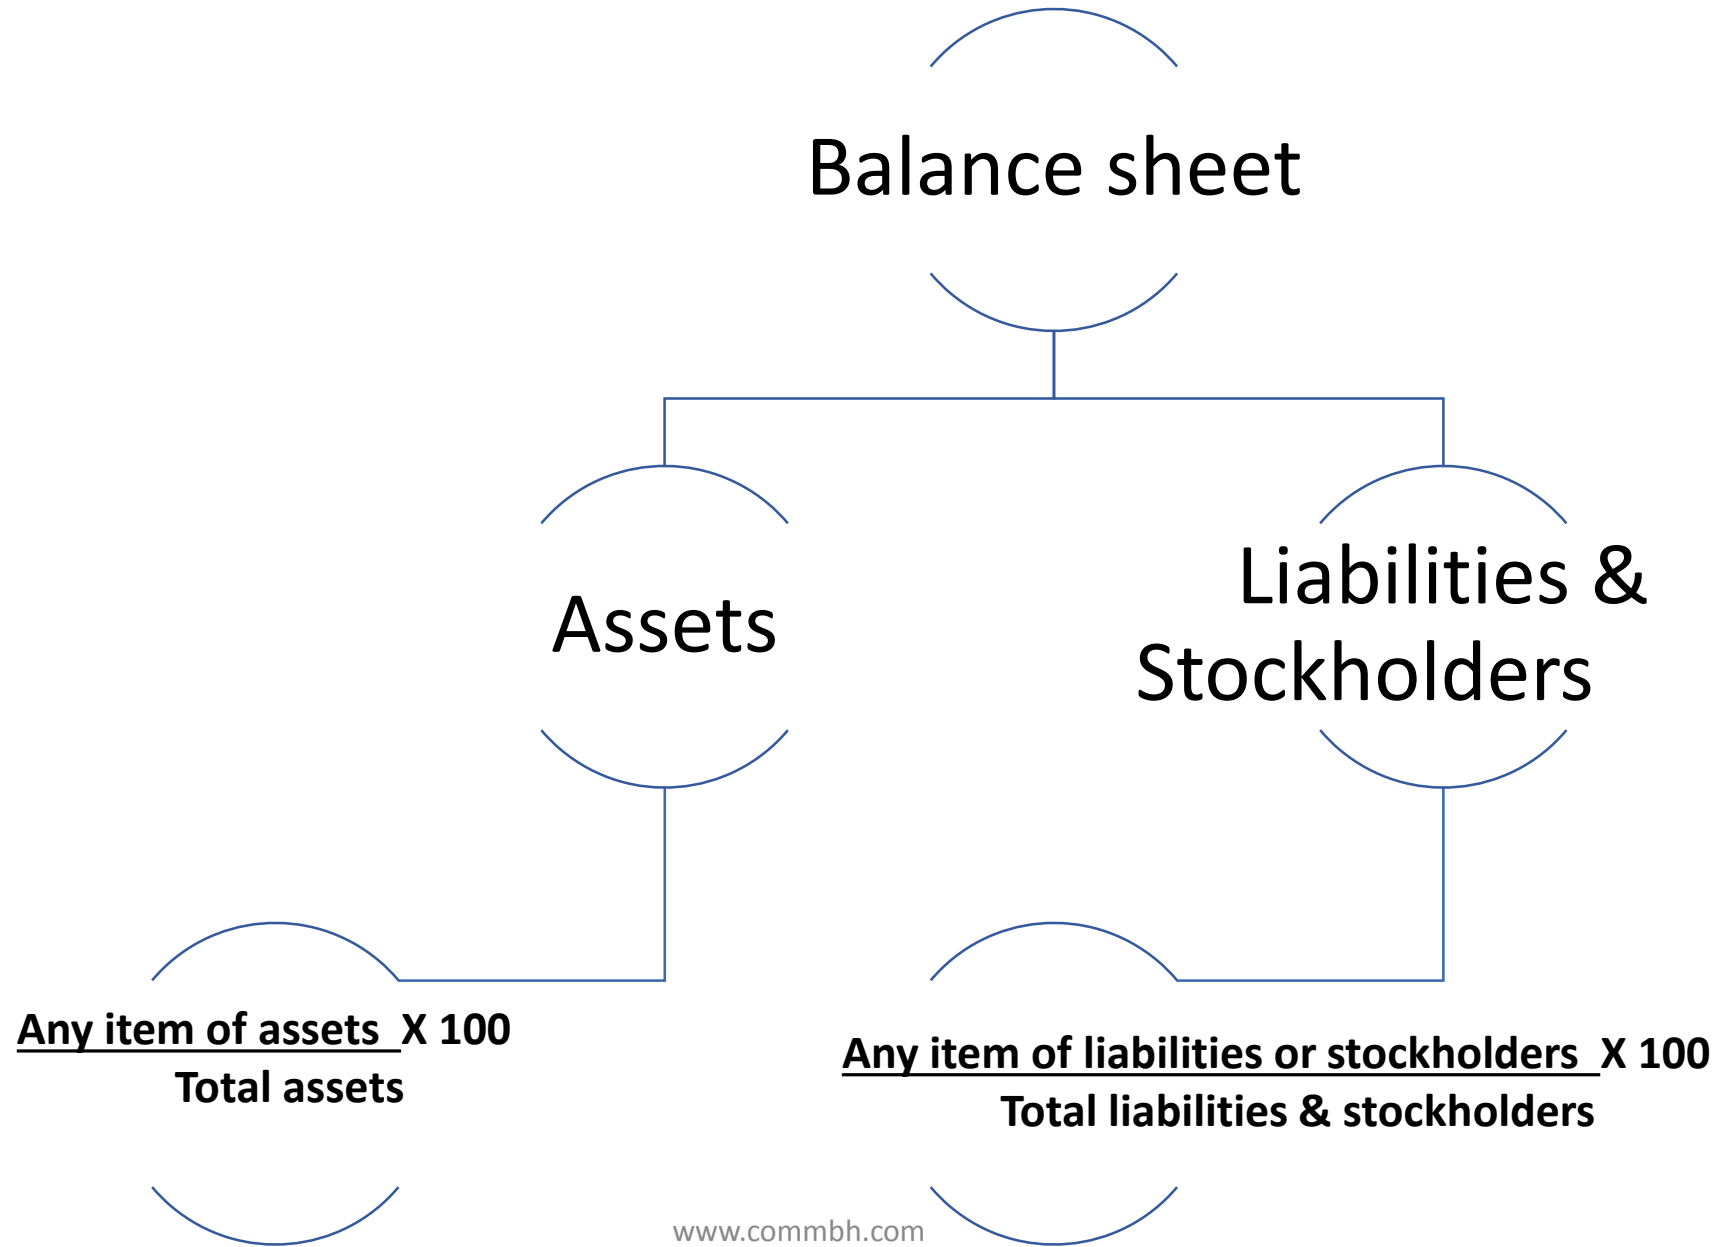 Balance sheet
Assets
Liabilities &
Stockholders
Any item of assets X 100
Total assets
Any item of liabilities or stockholders X 100
Total liabilities & stockholders
www.commbh.com